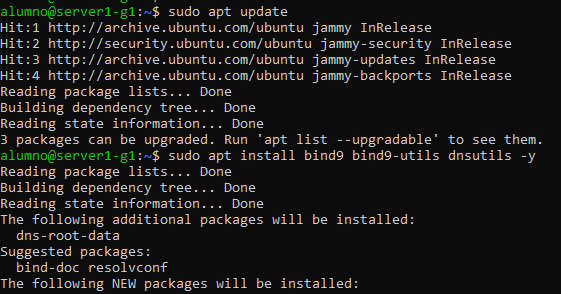 alumno@server1-g1:~$ sudo apt update
Hit:1 http://archive.ubuntu.com/ubuntu jammy InRelease
Hit:2 http://security.ubuntu.com/ubuntu jammy-security InRelease
Hit:3 http://archive.ubuntu.com/ubuntu jammy-updates InRelease
Hit:4 http://archive.ubuntu.com/ubuntu jammy-backports InRelease
Reading package lists... Done
Building dependency tree... Done
Reading state information... Done
3 packages can be upgraded. Run 'apt list --upgradable' to see them.
alumno@server1-g1:~$ sudo apt install bind9 bind9-utils dnsutils -y
Reading package lists... Done
Building dependency tree... Done
Reading state information... Done
The following additional packages will be installed:
  dns-root-data
Suggested packages:
  bind-doc resolvconf
The following NEW packages will be installed: